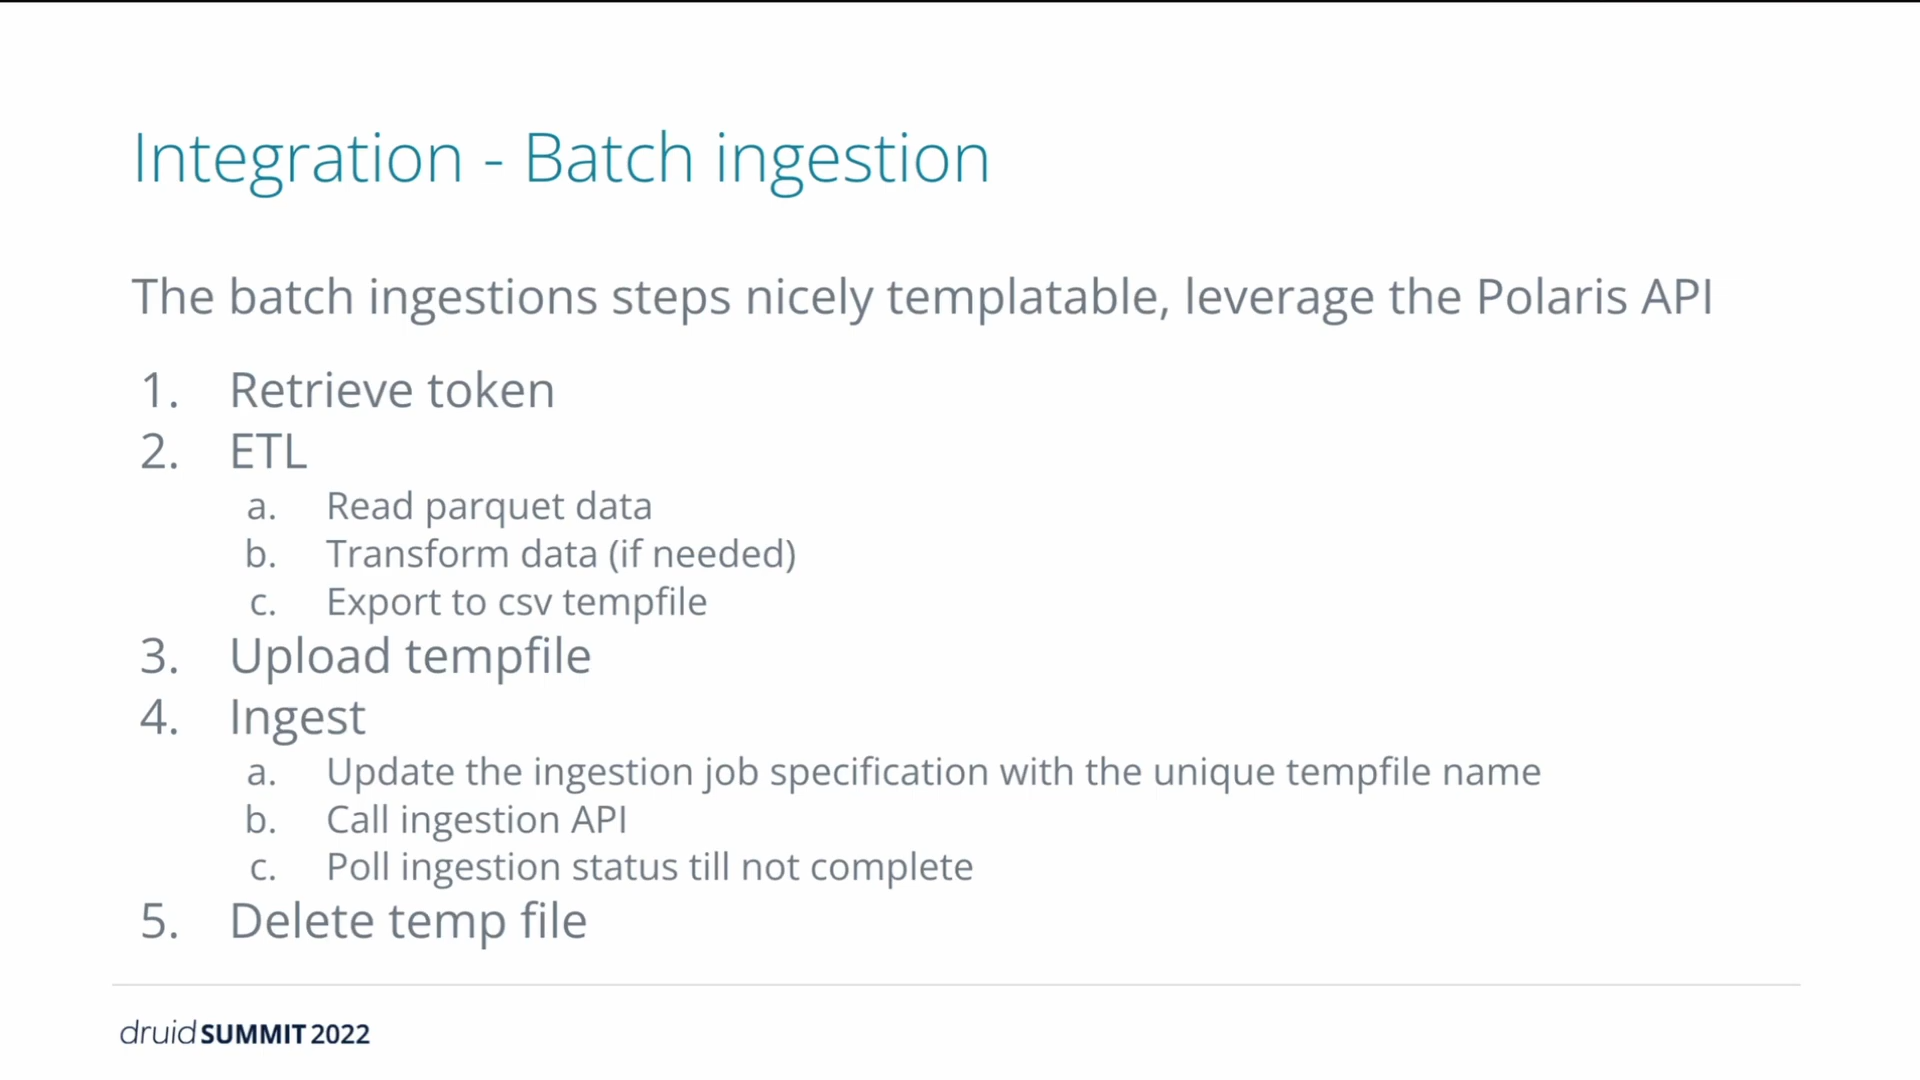 Integration - Batch ingestion
The batch ingestions steps nicely templatable, leverage the Polaris API
1. Retrieve token
2. ETL
a. Read parquet data
b. Transform data (if needed)
c. Export to csv tempfile
3. Upload tempfile
4. Ingest
a. Update the ingestion job specification with the unique tempfile name
b. Call ingestion API
c. Poll ingestion status till not complete
5. Delete temp file
druid SUMMIT 2022